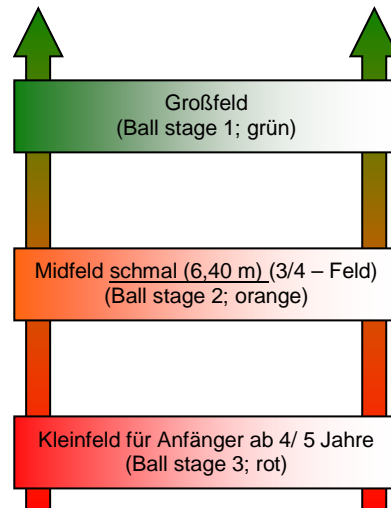 Großfeld
(Ball stage 1; grün)
Midfeld schmal (6,40 m) (3/4 – Feld)
(Ball stage 2; orange)
Kleinfeld für Anfänger ab 4/ 5 Jahre
(Ball stage 3; rot)